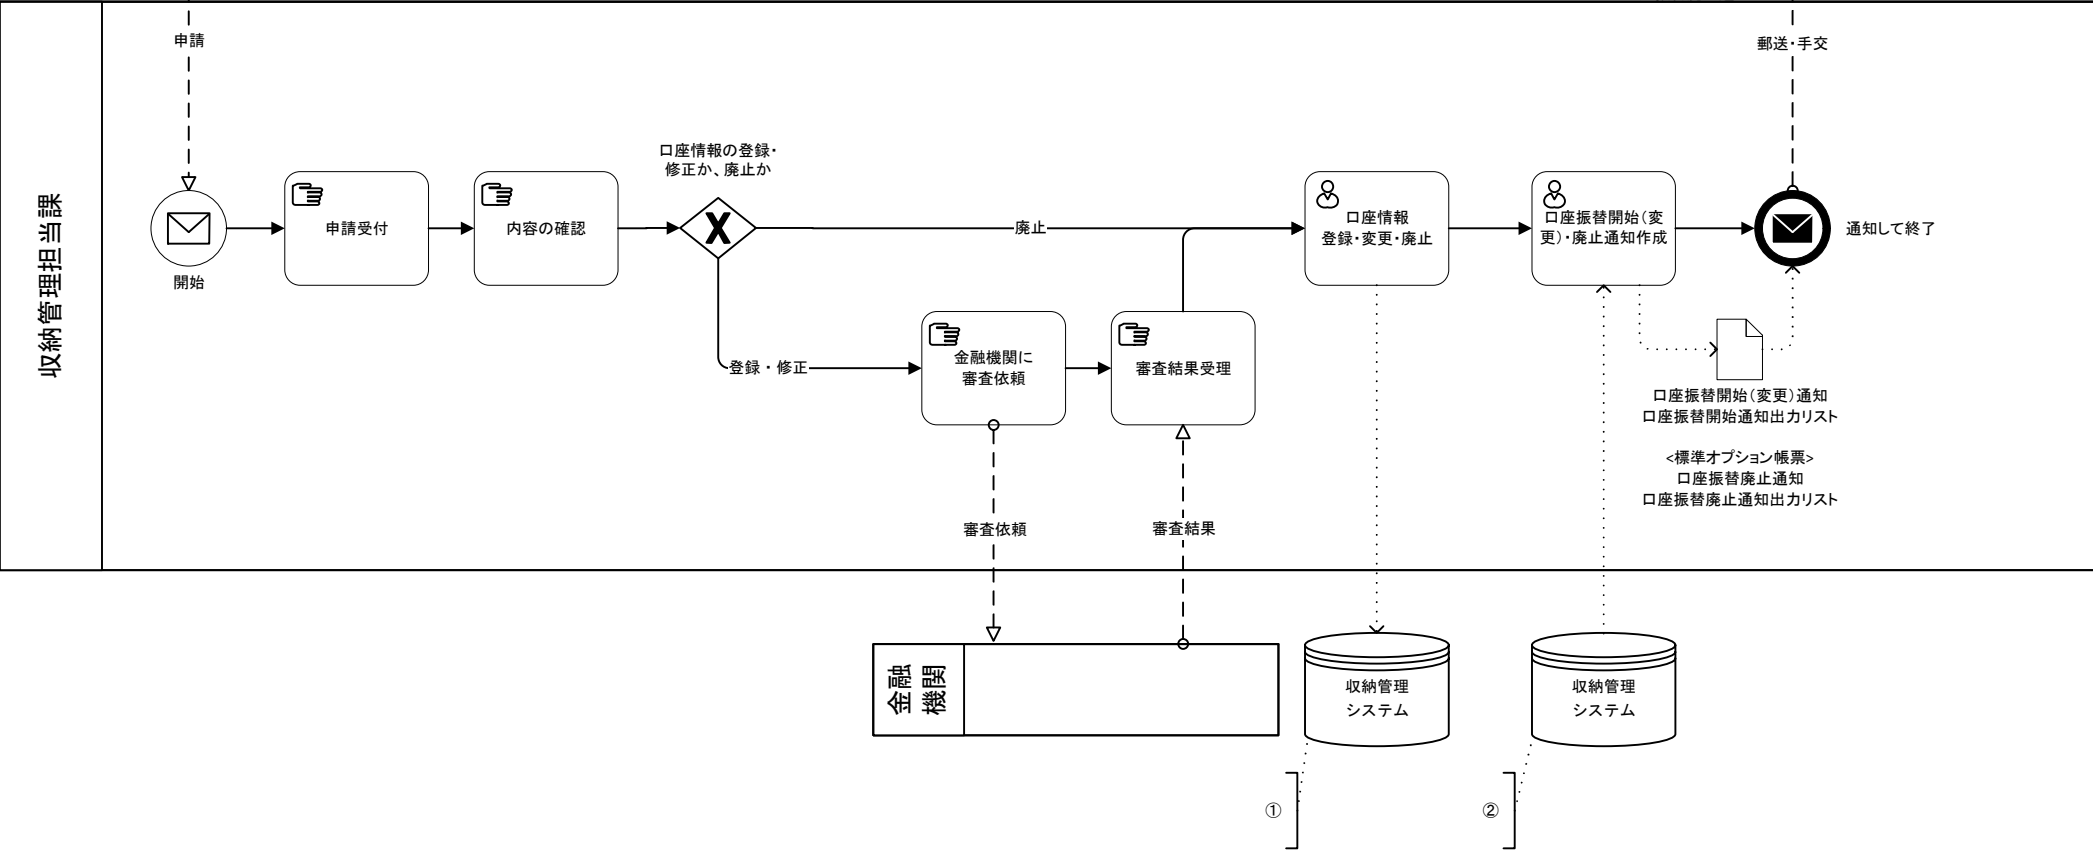 申請
郵送・手交
収納管理担当課
開始
申請受付
内容の確認
口座情報の登録・
修正か、廃止か
廃止
登録・修正
金融機関に
審査依頼
審査結果受理
口座情報
登録・変更・廃止
口座振替開始(変
更)・廃止通知作成
通知して終了
口座振替開始(変更)通知
口座振替開始通知出力リスト
<標準オプション帳票>
口座振替廃止通知
口座振替廃止通知出力リスト
審査依頼
審査結果
金融
機関
収納管理
システム
収納管理
システム
①
②